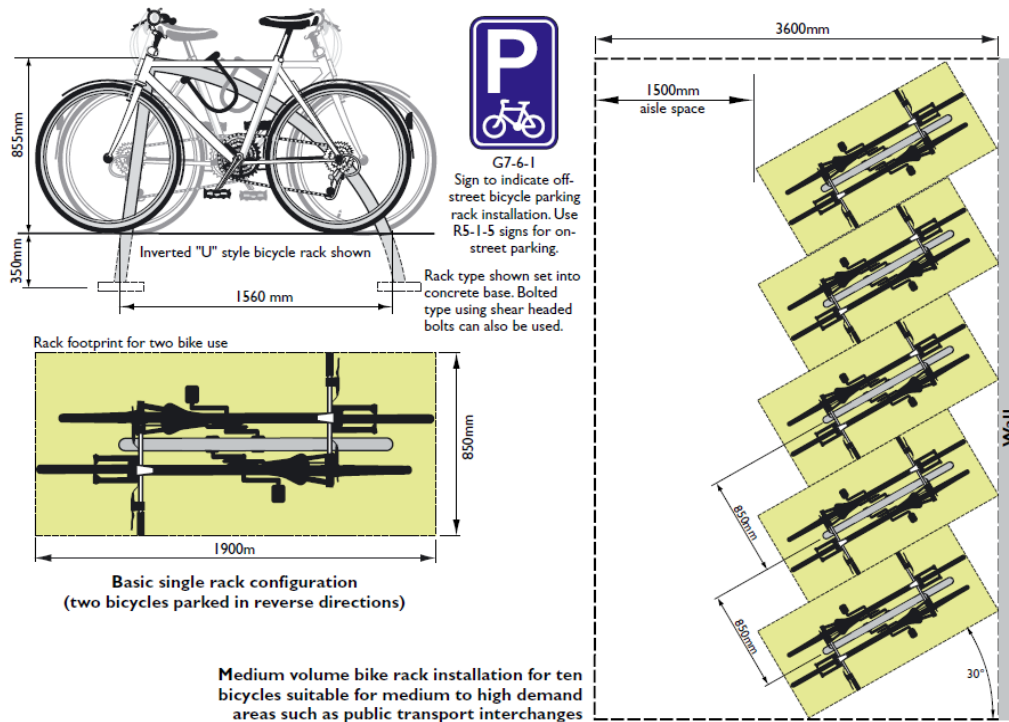 855mm
350mm
Inverted "U" style bicycle rack shown
1560 mm
P
G7-6-1
Sign to indicate off-
street bicycle parking
rack installation. Use
R5-1-5 signs for on-
street parking.
Rack type shown set into
concrete base. Bolted
type using shear headed
bolts can also be used.
Rack footprint for two bike use
850mm
1900m
Basic single rack configuration
(two bicycles parked in reverse directions)
3600mm
1500mm
aisle space
Wall
850mm
850mm
30°
Medium volume bike rack installation for ten
bicycles suitable for medium to high demand
areas such as public transport interchanges